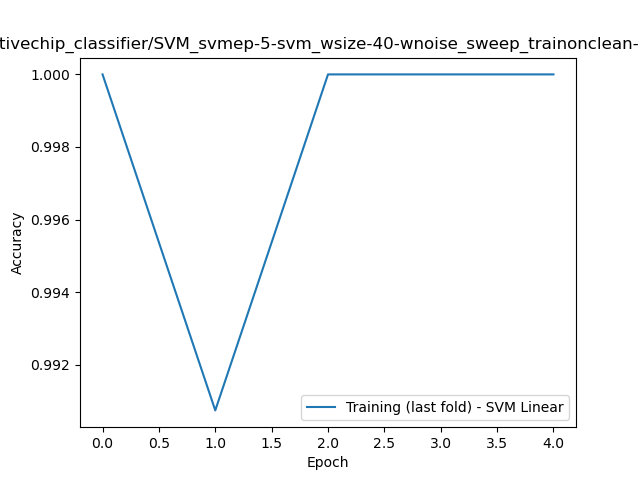 tivechip_classifier/SVM_svmep-5-svm_wsize-40-wnoise_sweep_trainonclean-
1.000
0.998
0.996
0.994
0.992
Accuracy
Training (last fold) - SVM Linear
0.0 0.5 1.0 1.5 2.0 2.5 3.0 3.5 4.0
Epoch